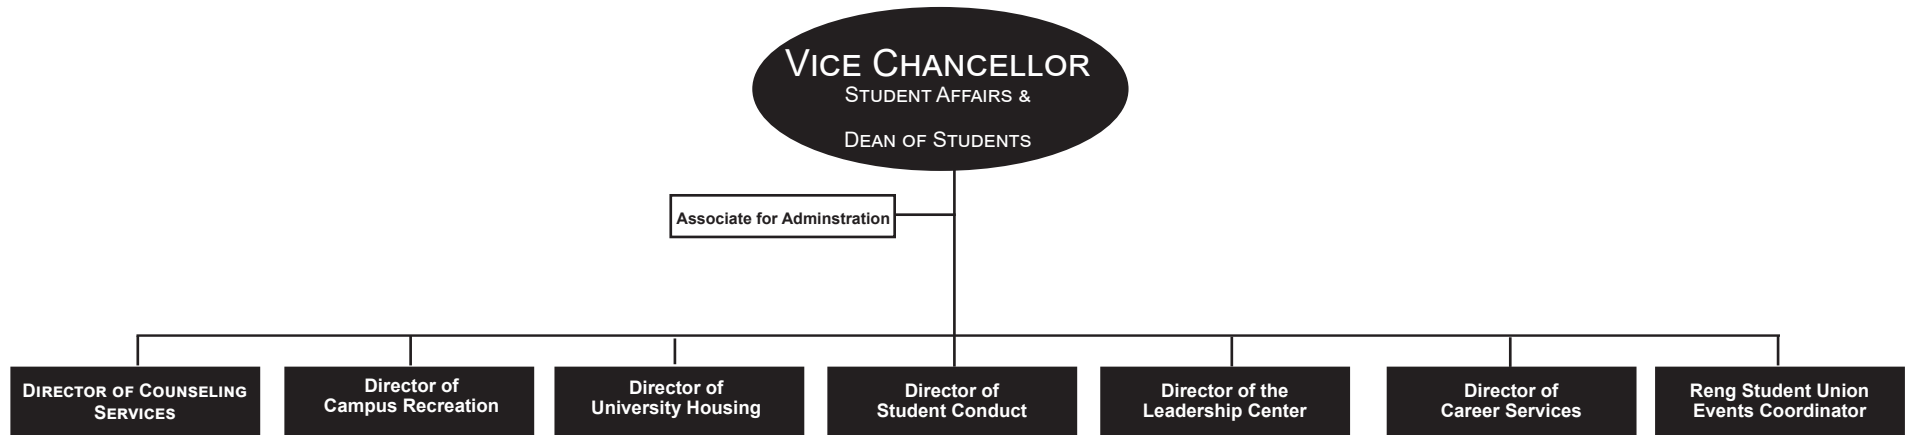 VICE CHANCELLOR
STUDENT AFFAIRS &
DEAN OF STUDENTS
Associate for Adminstration
DIRECTOR OF COUNSELING
SERVICES
Director of
Campus Recreation
Director of
University Housing
Director of
Student Conduct
Director of the
Leadership Center
Director of
Career Services
Reng Student Union
Events Coordinator